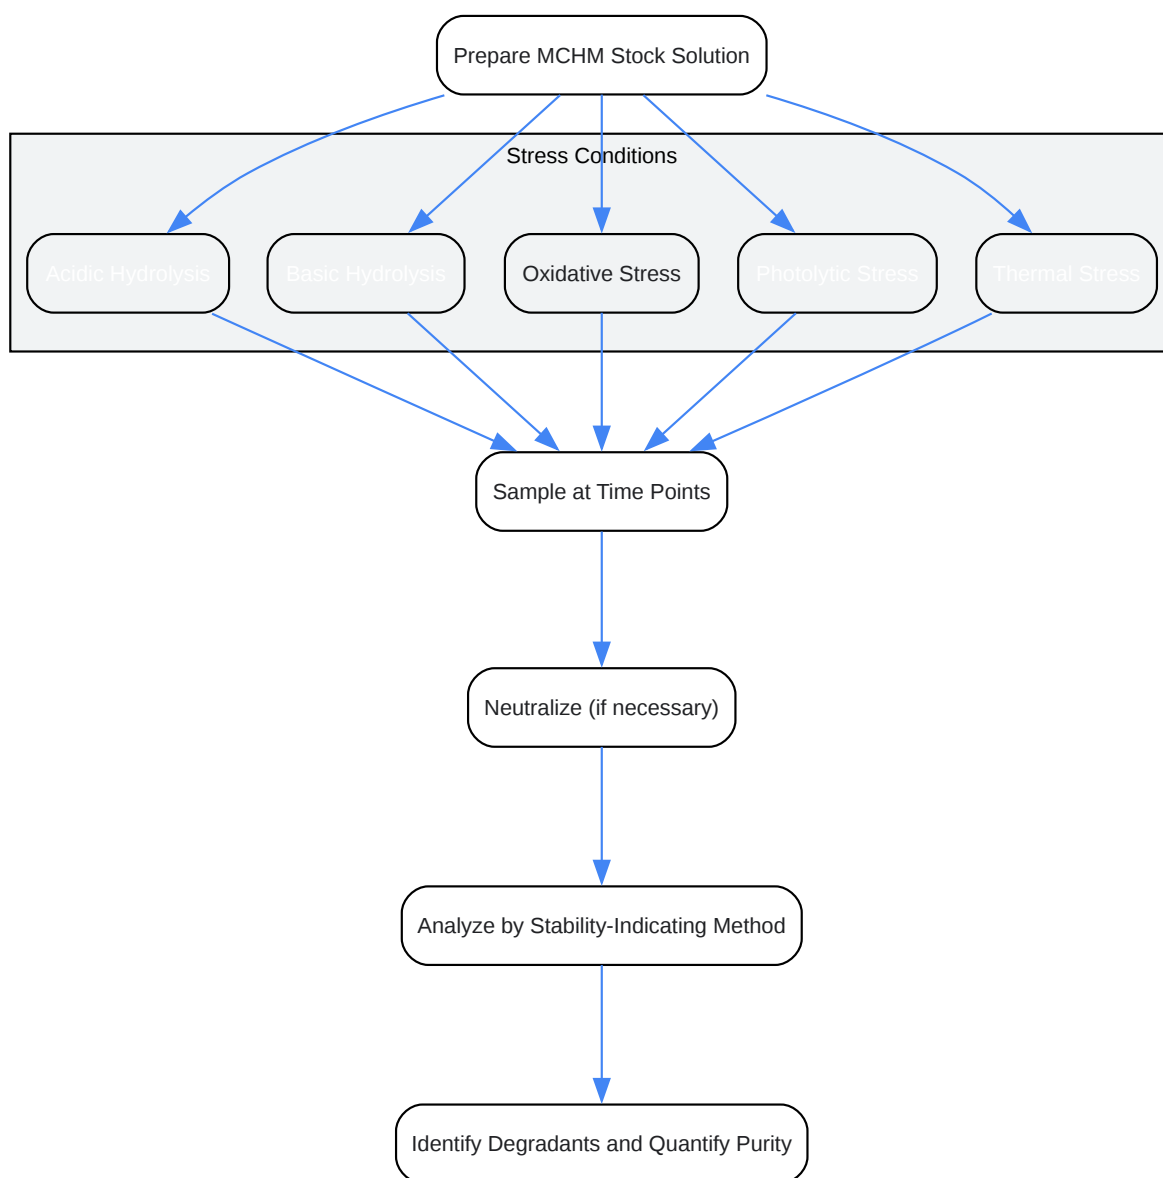 Prepare MCHM Stock Solution
Stress Conditions
Acidic Hydrolysis
Basic Hydrolysis
Oxidative Stress
Photolytic Stress
Thermal Stress
Sample at Time Points
Neutralize (if necessary)
Analyze by Stability-Indicating Method
Identify Degradants and Quantify Purity